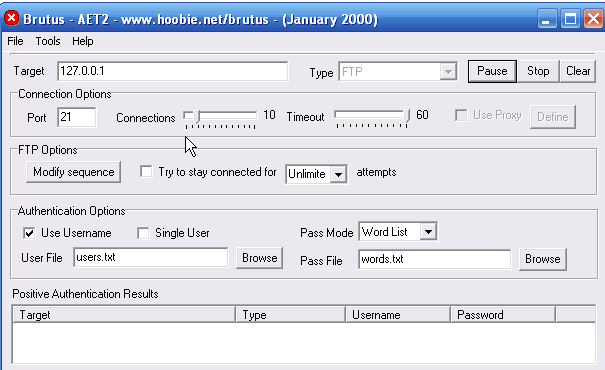 Brutus - AET2 - www.hoobie.net/brutus - (January 2000)
File Tools Help
Target 127.0.0.1 Type FTP Pause Stop Clear
Connection Options
Port 21 Connections 10 Timeout 60 Use Proxy Define
FTP Options
Modify sequence Try to stay connected for Unlimite attempts
Authentication Options
Use Username Single User Pass Mode Word List
User File users.txt Browse Pass File words.txt Browse
Positive Authentication Results
Target Type Username Password